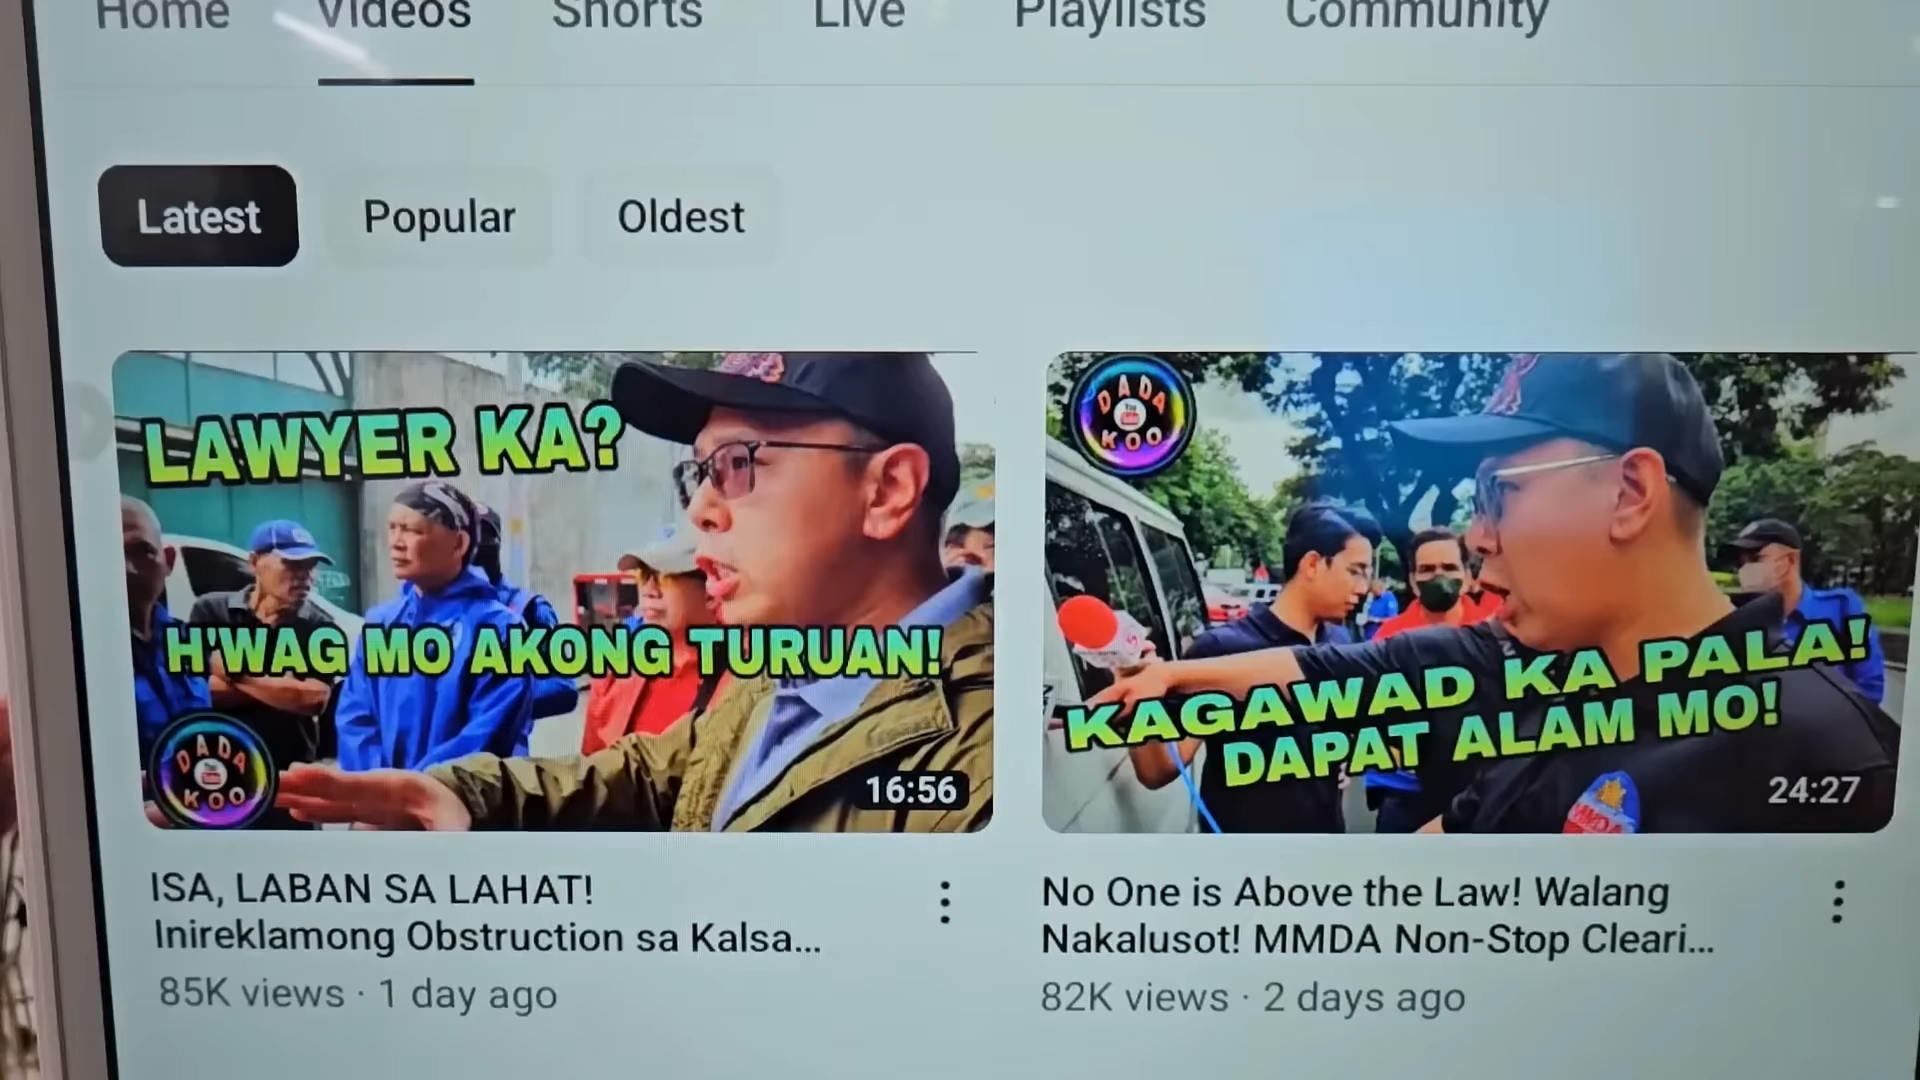 Home Videos Shorts Live Playlists Community
Latest Popular Oldest
LAWYER KA?
H'WAG MO AKONG TURUAN!
DADA
KOO
16:56
DADA
KOO
KAGAWAD KA PALA!
DAPAT ALAM MO!
MMDA
24:27
ISA, LABAN SA LAHAT!
Inireklamong Obstruction sa Kalsa...
85K views · 1 day ago
No One is Above the Law! Walang
Nakalusot! MMDA Non-Stop Cleari...
82K views · 2 days ago